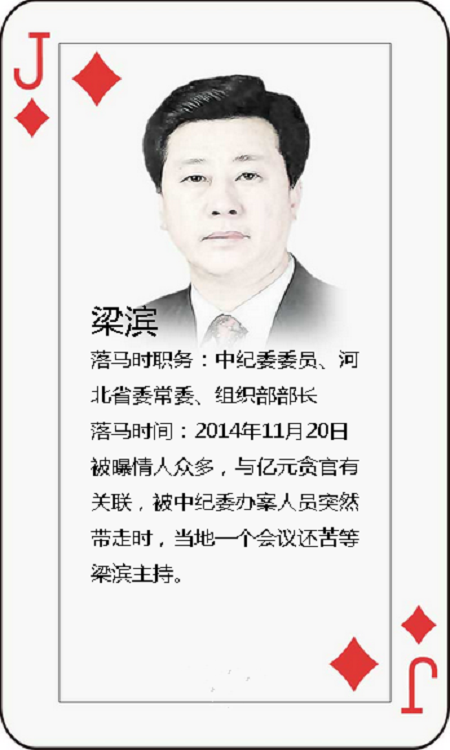 J
梁滨
落马时职务：中纪委委员、河
北省委常委、组织部部长
落马时间：2014年11月20日
被曝情人众多，与亿元贪官有
关联，被中纪委办案人员突然
带走时，当地一个会议还苦等
梁滨主持。
J